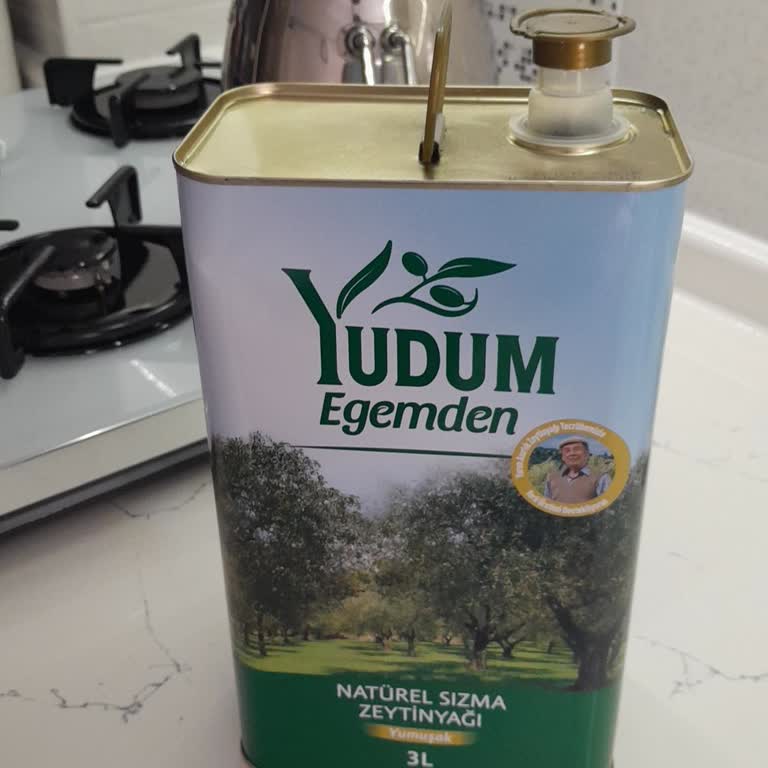 YUDUM
Egemden
NATÜREL SIZMA
ZEYTİNYAĞI
Yumuşak
3L